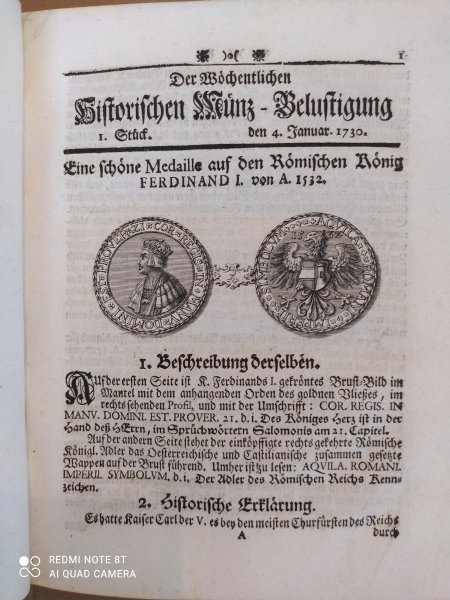 )o(
1
Der Wöchentlichen
Historischen Münz-Belustigung
1. Stück. den 4. Januar. 1730.
Eine schöne Medaille auf den Römischen König
FERDINAND I. von A. 1532.
1. Beschreibung derselben.
Auf der ersten Seite ist K. Ferdinands I. gekröntes Brust-Bild im
Mantel mit dem anhangenden Orden des goldnen Vließes, im
rechts sehenden Profil, und mit der Umschrifft: COR. REGIS. IN
MANV. DOMINI. EST. PROVER. 21. d. i. Des Königes Hertz ist in der
Hand deß HErrn, im Sprüchwörtern Salomonis am 21. Capitel.
Auf der andern Seite stehet der einköpffigte rechts gekehrte Römische
Königl. Adler das Oesterreichische und Castilianische zusammen gesetzte
Wappen auf der Brust führend. Umher ist zu lesen: AQVILA. ROMANI.
IMPERII. SYMBOLVM, d. i. Der Adler des Römischen Reichs Kenn-
zeichen.
2. Historische Erklärung.
Es hatte Kaiser Carl der V. es bey den meisten Churfürsten des Reichs
A
durch
REDMI NOTE 8T
AI QUAD CAMERA